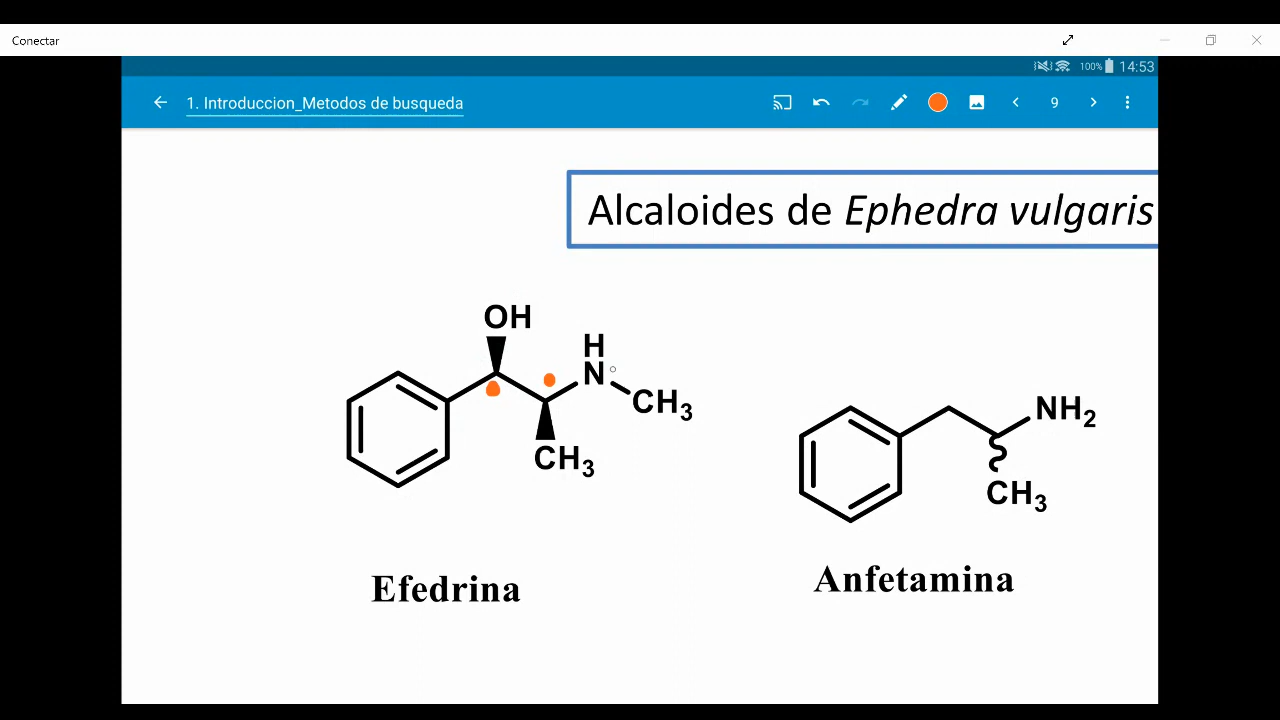 Conectar
100% 14:53
1. Introduccion_Metodos de busqueda
9
Alcaloides de Ephedra vulgaris
OH
H
N
CH3
CH3
NH2
CH3
Efedrina
Anfetamina